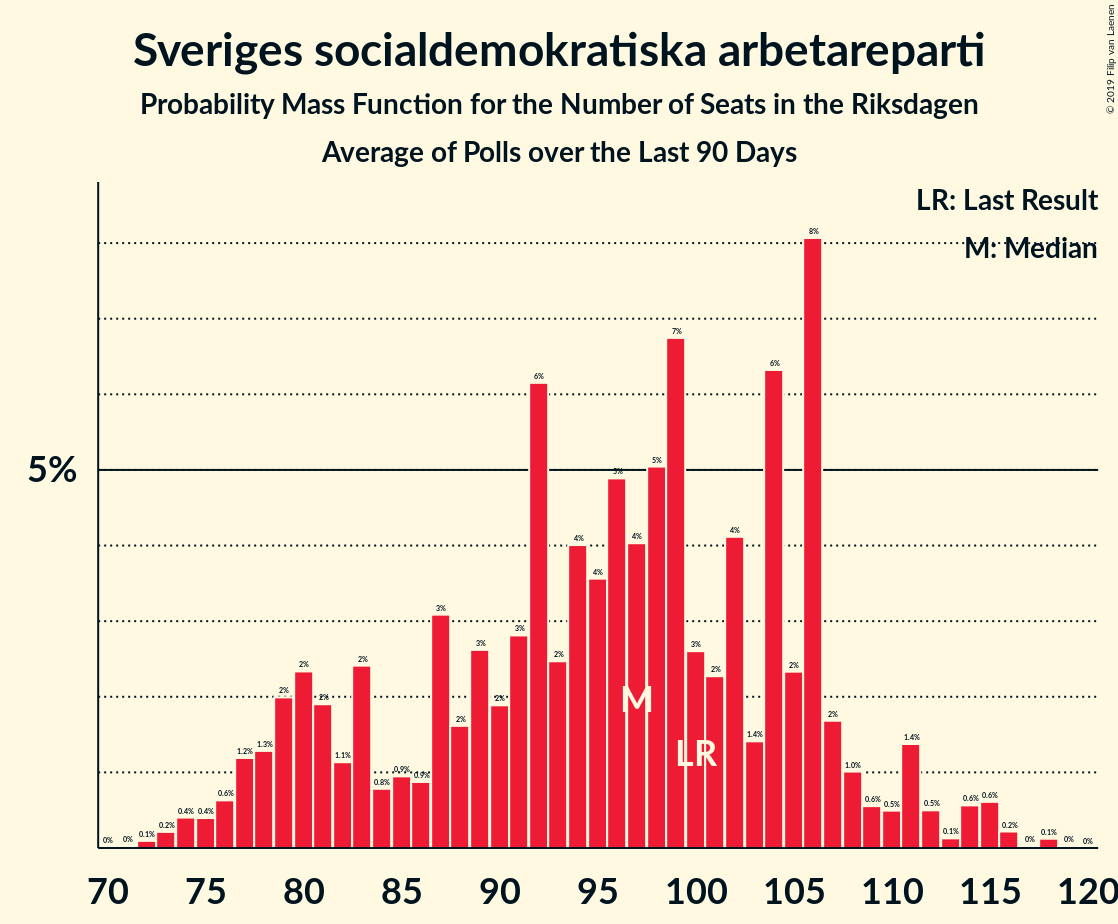 © 2019 Filip van Laenen
Sveriges socialdemokratiska arbetareparti
Probability Mass Function for the Number of Seats in the Riksdagen
Average of Polls over the Last 90 Days
LR: Last Result
M: Median
5%
0% 0% 0.1% 0.2% 0.4% 0.4% 0.6% 1.2% 1.3% 2% 2% 2% 1.1% 2% 0.8% 0.9% 0.9% 3% 2% 3% 2% 3% 6% 2% 4% 4% 5% 4% 5% 7% 3% 2% 4% 1.4% 6% 2% 8% 2% 1.0% 0.6% 0.5% 1.4% 0.5% 0.1% 0.6% 0.6% 0.2% 0% 0.1% 0% 0%
M
LR
70 75 80 85 90 95 100 105 110 115 120